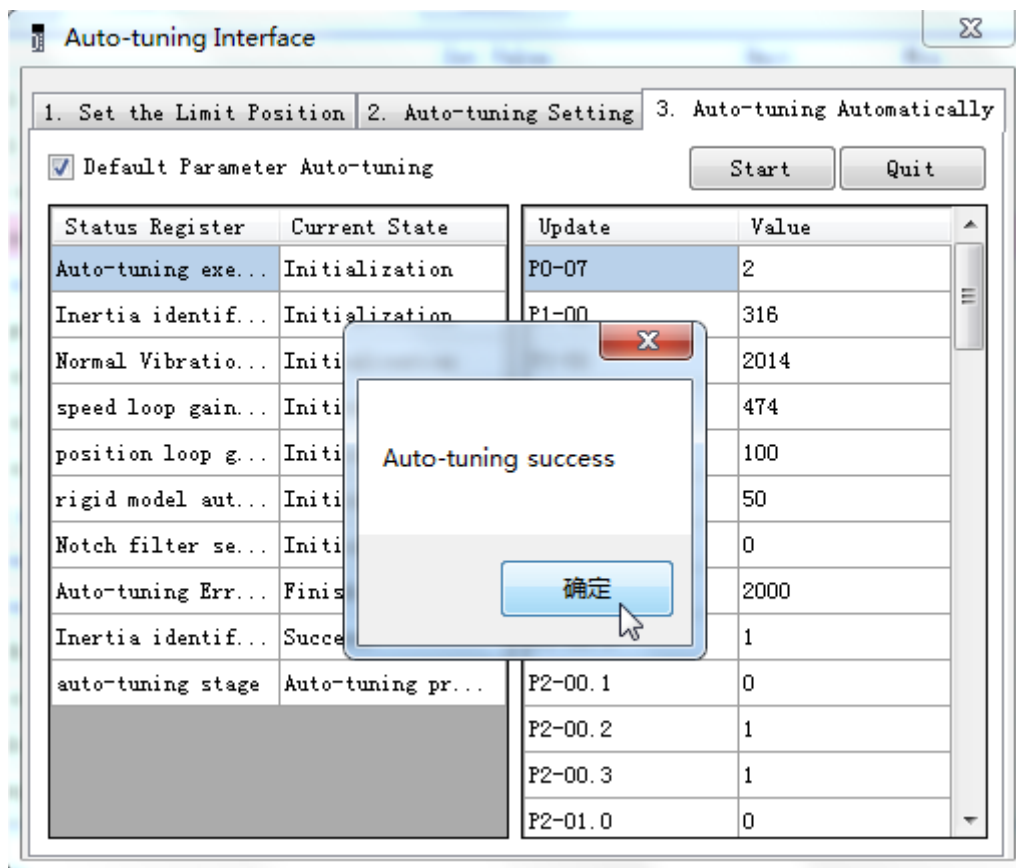 Auto-tuning Interface
1. Set the Limit Position 2. Auto-tuning Setting 3. Auto-tuning Automatically
Default Parameter Auto-tuning Start Quit
Status Register Current State Update Value
Auto-tuning exe... Initialization P0-07 2
Inertia identif... Initialization P1-00 316
Normal Vibratio... Initi 2014
speed loop gain... Initi 474
position loop g... Initi 100
rigid model aut... Initi 50
Notch filter se... Initi 0
Auto-tuning Err... Finis 2000
Inertia identif... Succe 1
auto-tuning stage Auto-tuning pr... P2-00.1 0
P2-00.2 1
P2-00.3 1
P2-01.0 0
Auto-tuning success
确定